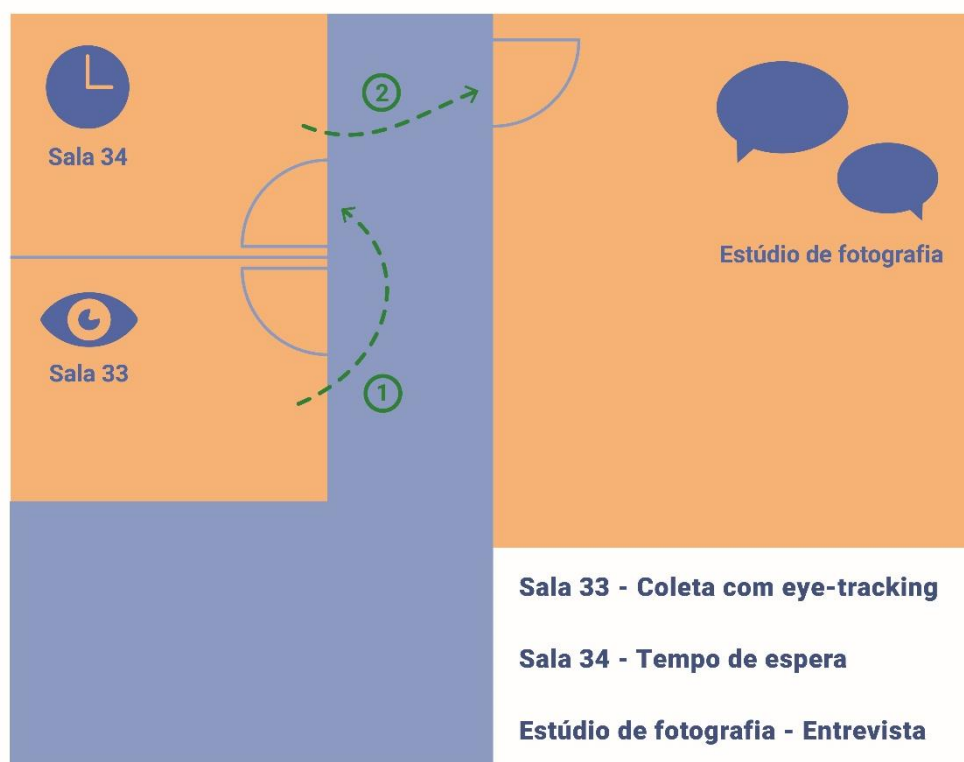 2
Sala 34
Estúdio de fotografia
Sala 33
1
Sala 33 - Coleta com eye-tracking
Sala 34 - Tempo de espera
Estúdio de fotografia - Entrevista